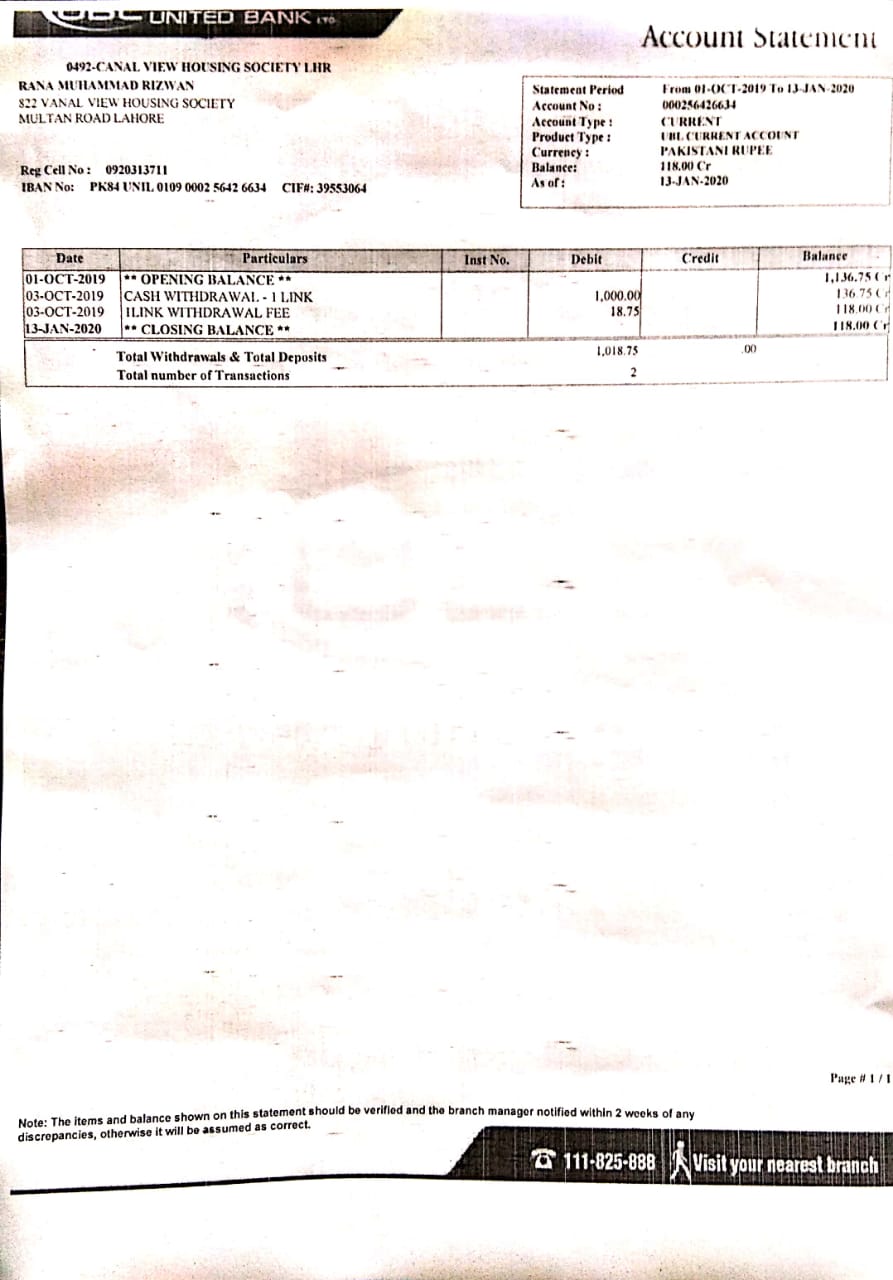 UBL UNITED BANK LTD.
Account Statement
0492-CANAL VIEW HOUSING SOCIETY LHR
RANA MUHAMMAD RIZWAN
822 VANAL VIEW HOUSING SOCIETY
MULTAN ROAD LAHORE
Reg Cell No : 0920313711
IBAN No: PK84 UNIL 0109 0002 5642 6634 CIF#: 39553064
Statement Period From 01-OCT-2019 To 13-JAN-2020
Account No : 000256426634
Account Type : CURRENT
Product Type : UBL CURRENT ACCOUNT
Currency : PAKISTANI RUPEE
Balance: 118.00 Cr
As of : 13-JAN-2020
Date Particulars Inst No. Debit Credit Balance
01-OCT-2019 ** OPENING BALANCE ** 1,136.75 Cr
03-OCT-2019 CASH WITHDRAWAL - 1 LINK 1,000.00 136.75 Cr
03-OCT-2019 1LINK WITHDRAWAL FEE 18.75 118.00 Cr
13-JAN-2020 ** CLOSING BALANCE ** 118.00 Cr
Total Withdrawals & Total Deposits 1,018.75 .00
Total number of Transactions 2
Page # 1 / 1
Note: The items and balance shown on this statement should be verified and the branch manager notified within 2 weeks of any
discrepancies, otherwise it will be assumed as correct.
111-825-888 Visit your nearest branch